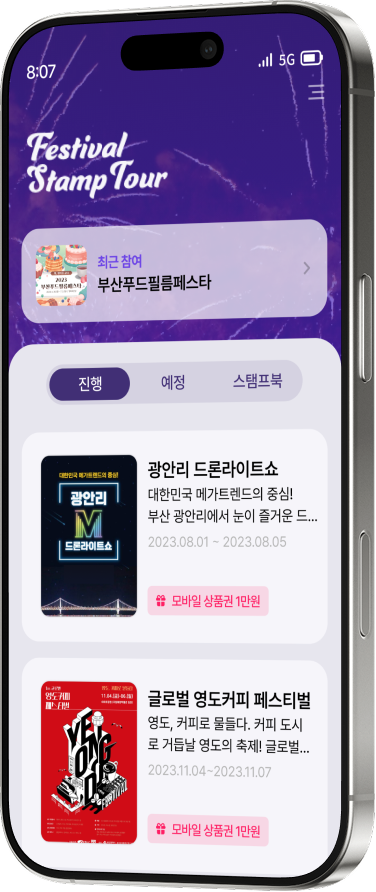 8:07
5G
Festival
Stamp Tour
최근 참여
부산푸드필름페스타
2023
부산푸드필름페스타
진행
예정
스탬프북
대한민국 메가트렌드의 중심!
광안리
M
드론라이트쇼
광안리 드론라이트쇼
대한민국 메가트렌드의 중심!
부산 광안리에서 눈이 즐거운 드...
2023.08.01 ~ 2023.08.05
모바일 상품권 1만원
영도커피
페스티벌
YEONGDO
글로벌 영도커피 페스티벌
영도, 커피로 물들다. 커피 도시
로 거듭날 영도의 축제! 글로벌...
2023.11.04~2023.11.07
모바일 상품권 1만원